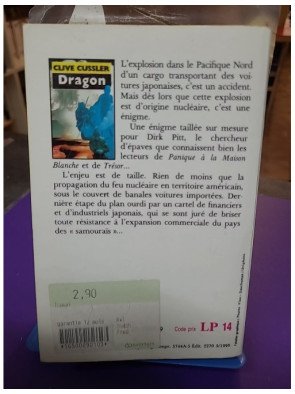 CLIVE CUSSLER
Dragon
L'explosion dans le Pacifique Nord
d'un cargo transportant des voi-
tures japonaises, c'est un accident.
Mais dès lors que cette explosion
est d'origine nucléaire, c'est une
énigme.
Une énigme taillée sur mesure
pour Dirk Pitt, le chercheur
d'épaves que connaissent bien les
lecteurs de Panique à la Maison
Blanche et de Trésor...
L'enjeu est de taille. Rien de moins que la
propagation du feu nucléaire en territoire américain,
sous le couvert de banales voitures importées. Der-
nière étape du plan ourdi par un cartel de financiers
et d'industriels japonais, qui se sont juré de briser
toute résistance à l'expansion commerciale du pays
des « samouraïs »...
2,90
garantie 12 mois
Code prix LP 14